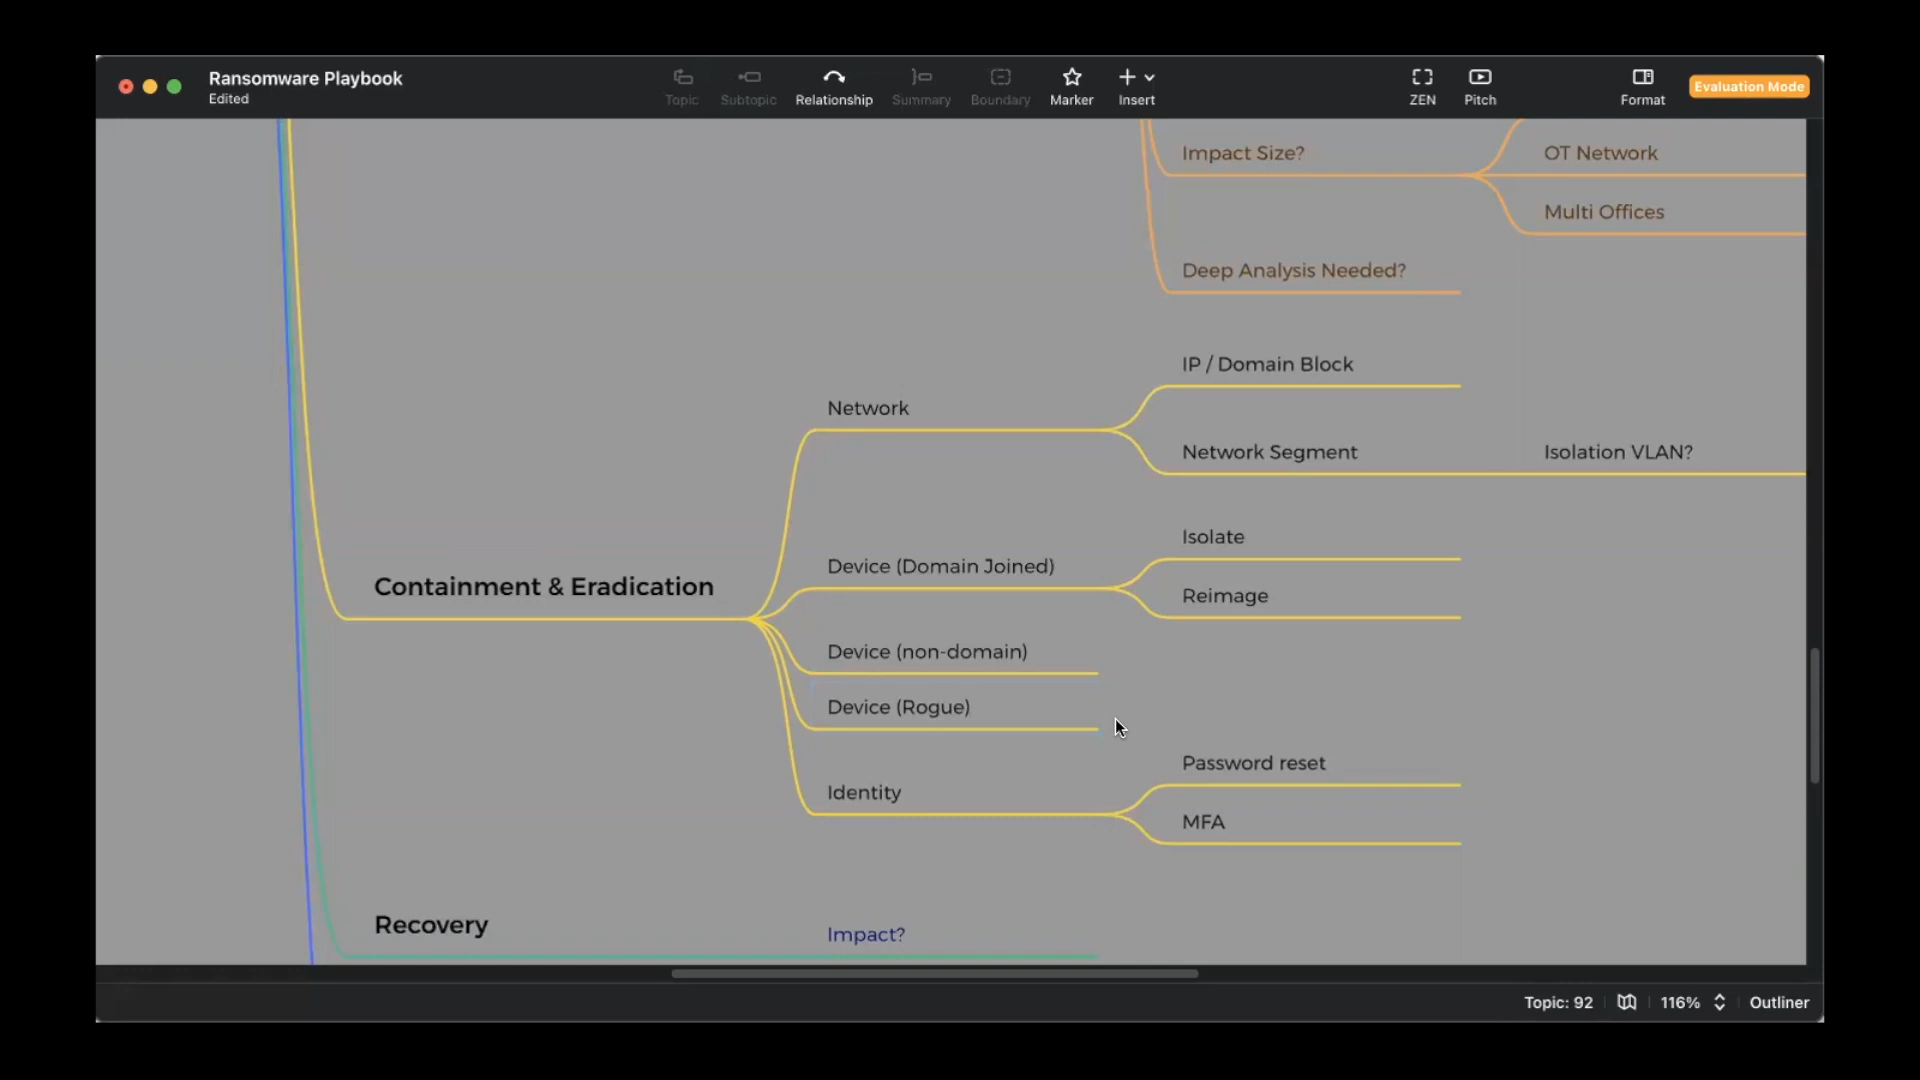 Ransomware Playbook
Edited
Topic
Subtopic
Relationship
Summary
Boundary
Marker
Insert
ZEN
Pitch
Format
Evaluation Mode
Impact Size?
OT Network
Multi Offices
Deep Analysis Needed?
Containment & Eradication
Network
IP / Domain Block
Network Segment
Isolation VLAN?
Device (Domain Joined)
Isolate
Reimage
Device (non-domain)
Device (Rogue)
Identity
Password reset
MFA
Recovery
Impact?
Topic: 92
116%
Outliner